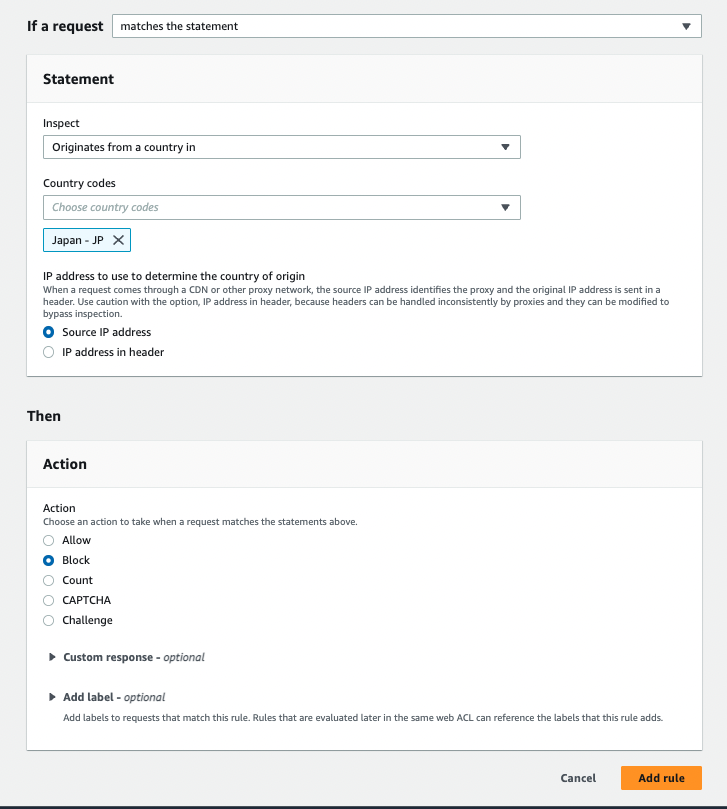 If a request
matches the statement
Statement
Inspect
Originates from a country in
Country codes
Choose country codes
Japan - JP
IP address to use to determine the country of origin
When a request comes through a CDN or other proxy network, the source IP address identifies the proxy and the original IP address is sent in a
header. Use caution with the option, IP address in header, because headers can be handled inconsistently by proxies and they can be modified to
bypass inspection.
Source IP address
IP address in header
Then
Action
Action
Choose an action to take when a request matches the statements above.
Allow
Block
Count
CAPTCHA
Challenge
Custom response - optional
Add label - optional
Add labels to requests that match this rule. Rules that are evaluated later in the same web ACL can reference the labels that this rule adds.
Cancel
Add rule